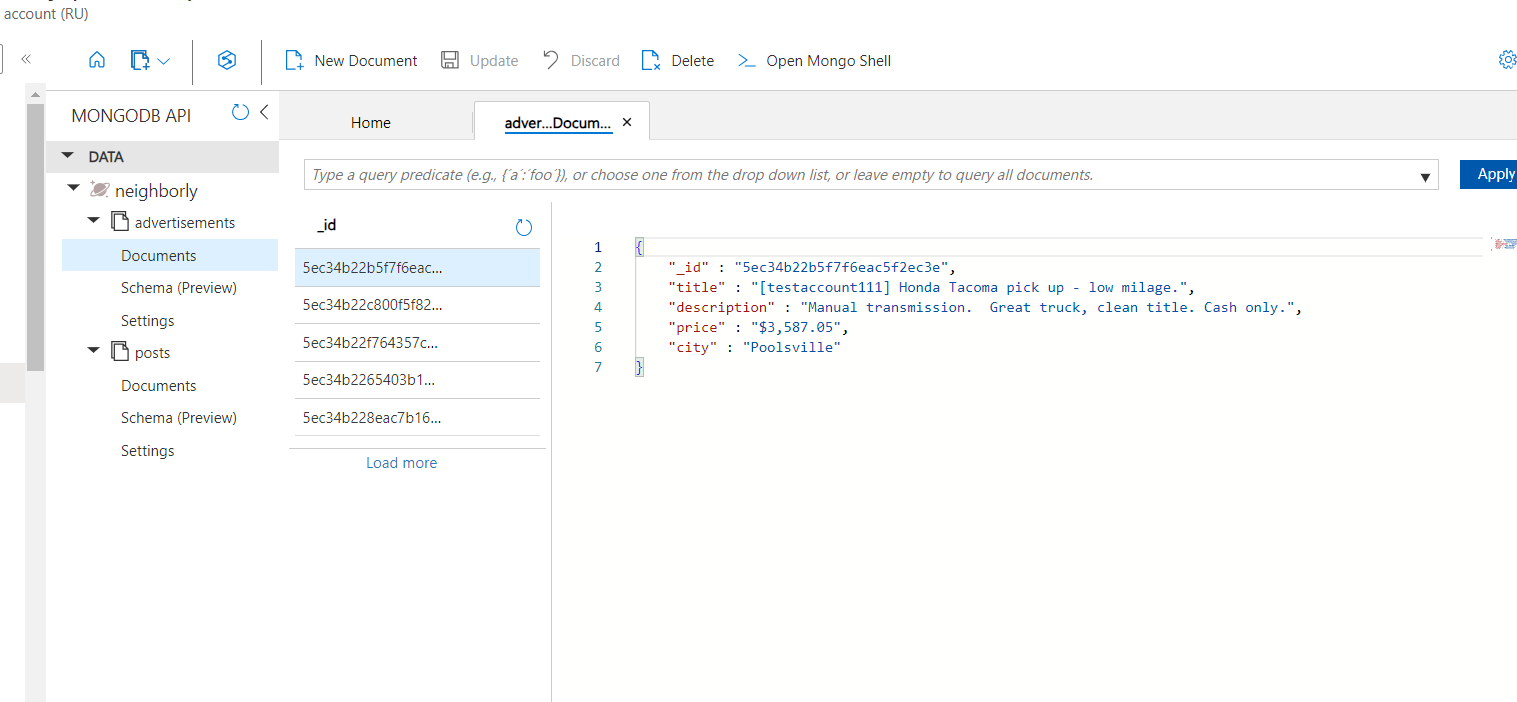 account (RU)
New Document Update Discard Delete Open Mongo Shell
MONGODB API
DATA
neighborly
advertisements
Documents
Schema (Preview)
Settings
posts
Documents
Schema (Preview)
Settings
Home
adver...Docum...
Type a query predicate (e.g., {´a´:´foo´}), or choose one from the drop down list, or leave empty to query all documents.
Apply
_id
5ec34b22b5f7f6eac...
5ec34b22c800f5f82...
5ec34b22f764357c...
5ec34b2265403b1...
5ec34b228eac7b16...
Load more
1 {
2 "_id" : "5ec34b22b5f7f6eac5f2ec3e",
3 "title" : "[testaccount111] Honda Tacoma pick up - low milage.",
4 "description" : "Manual transmission.  Great truck, clean title. Cash only.",
5 "price" : "$3,587.05",
6 "city" : "Poolsville"
7 }